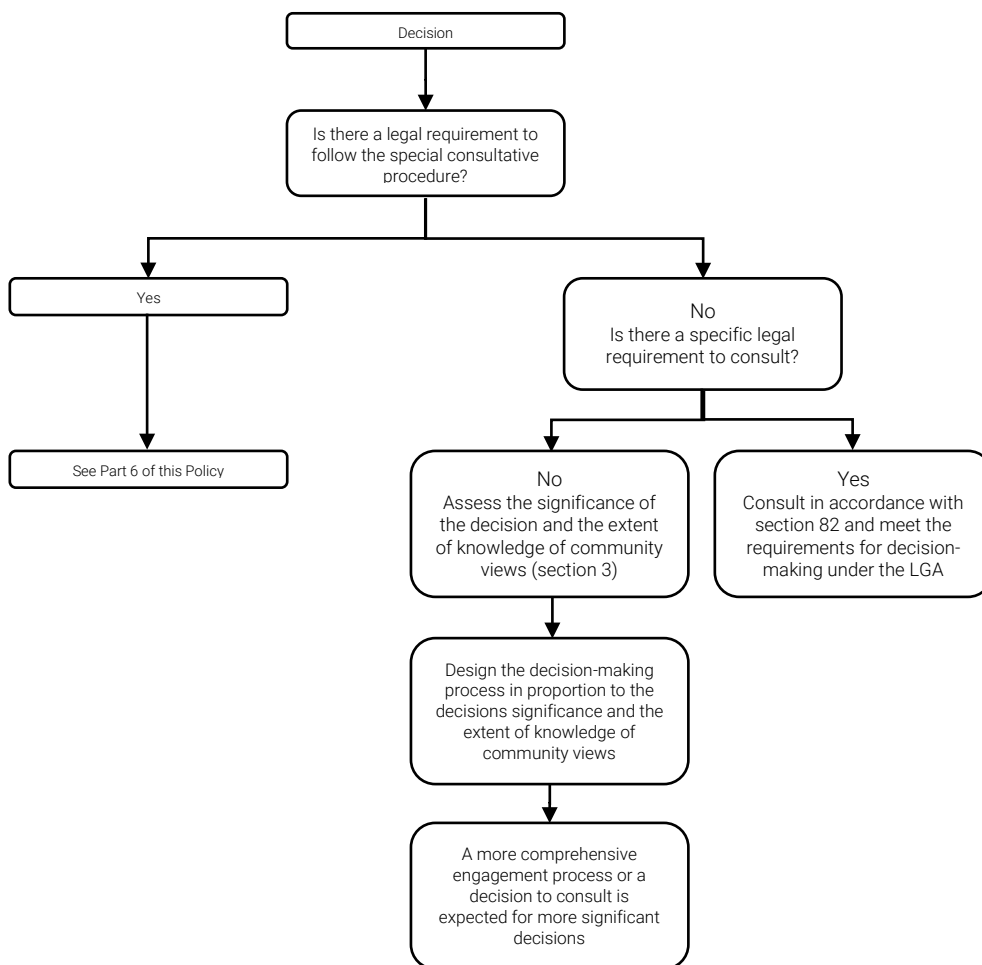 Decision
Is there a legal requirement to
follow the special consultative
procedure?
Yes
No
Is there a specific legal
requirement to consult?
See Part 6 of this Policy
No
Assess the significance of
the decision and the extent
of knowledge of community
views (section 3)
Yes
Consult in accordance with
section 82 and meet the
requirements for decision-
making under the LGA
Design the decision-making
process in proportion to the
decisions significance and the
extent of knowledge of
community views
A more comprehensive
engagement process or a
decision to consult is
expected for more significant
decisions